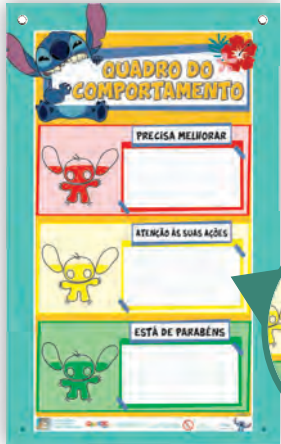 QUADRO DO
COMPORTAMENTO
PRECISA MELHORAR
ATENÇÃO ÀS SUAS AÇÕES
ESTÁ DE PARABÉNS